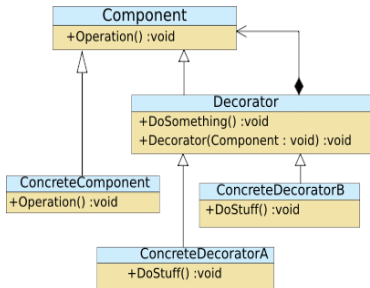 Component
+Operation() :void
Decorator
+DoSomething() :void
+Decorator(Component : void) :void
ConcreteComponent
+Operation() :void
ConcreteDecoratorB
+DoStuff() :void
ConcreteDecoratorA
+DoStuff() :void